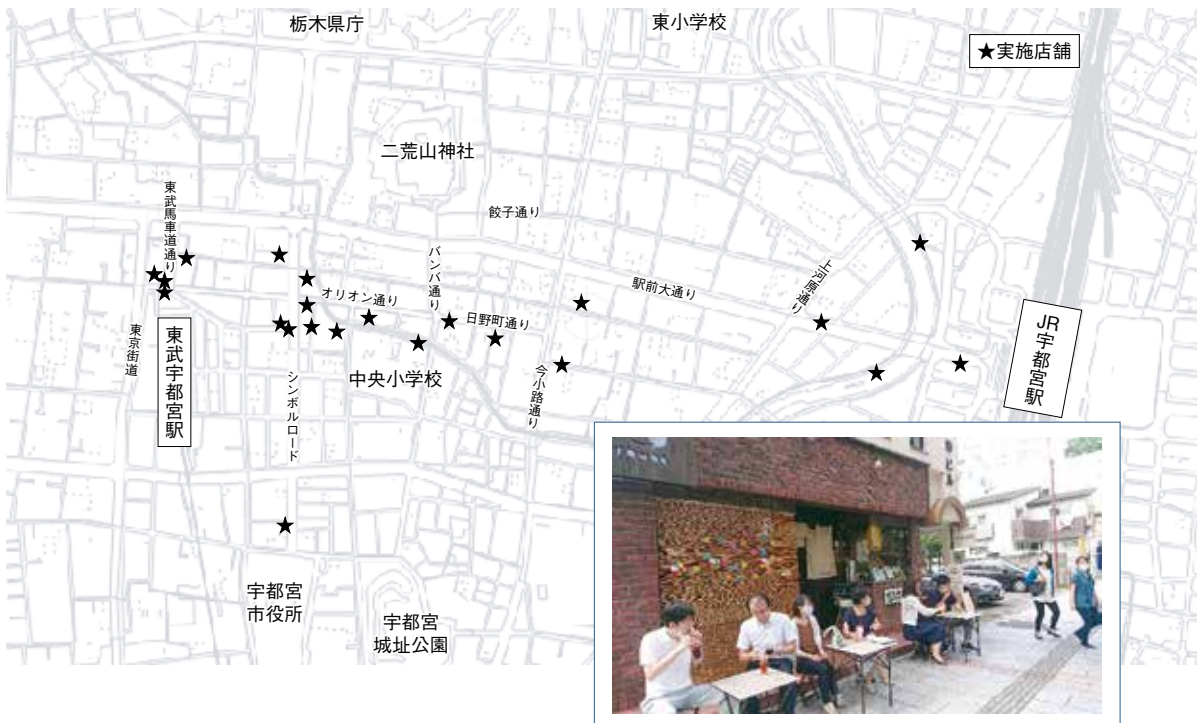 栃木県庁
東小学校
★実施店舗
二荒山神社
東武馬車道通り
餃子通り
バンバ通り
上河原通り
駅前大通り
オリオン通り
日野町通り
東京街道
東武宇都宮駅
JR宇都宮駅
中央小学校
今小路通り
シンボルロード
宇都宮
市役所
宇都宮
城址公園